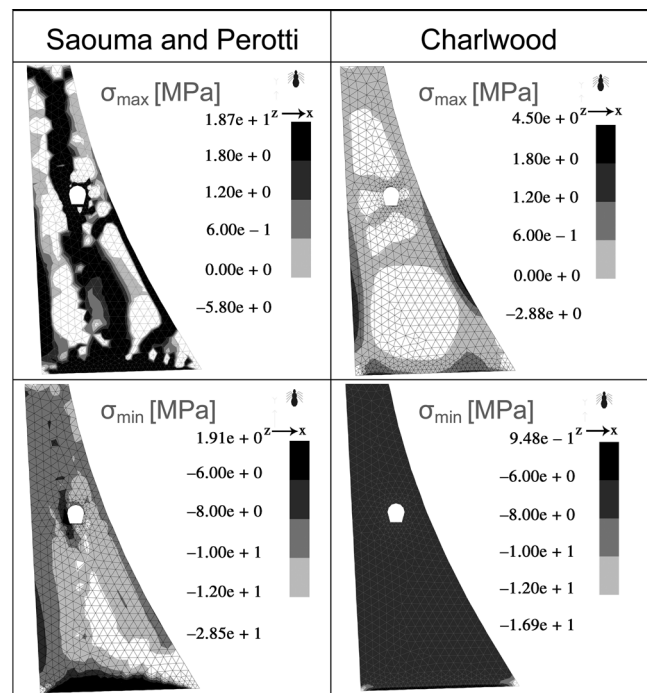 Saouma and Perotti
Charlwood
σmax [MPa]
z x
1.87e + 1
1.80e + 0
1.20e + 0
6.00e − 1
0.00e + 0
−5.80e + 0
σmax [MPa]
z x
4.50e + 0
1.80e + 0
1.20e + 0
6.00e − 1
0.00e + 0
−2.88e + 0
σmin [MPa]
z x
1.91e + 0
−6.00e + 0
−8.00e + 0
−1.00e + 1
−1.20e + 1
−2.85e + 1
σmin [MPa]
z x
9.48e − 1
−6.00e + 0
−8.00e + 0
−1.00e + 1
−1.20e + 1
−1.69e + 1